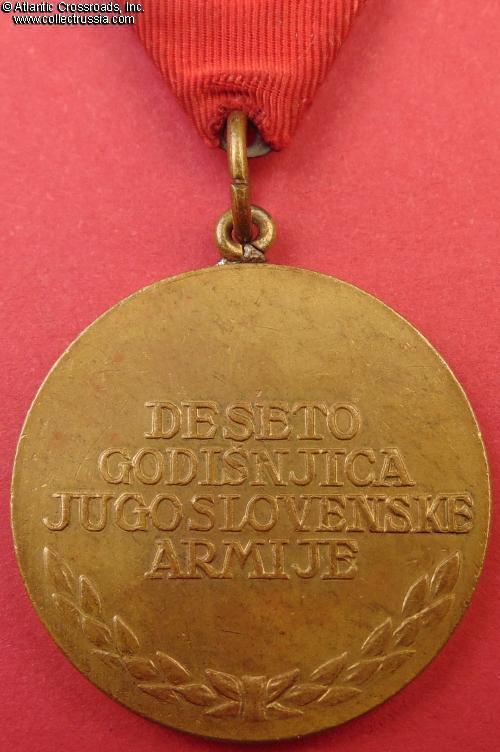 © Atlantic Crossroads, Inc.
www.collectrussia.com
DESETO
GODIŠNJICA
JUGOSLOVENSKE
ARMIJE